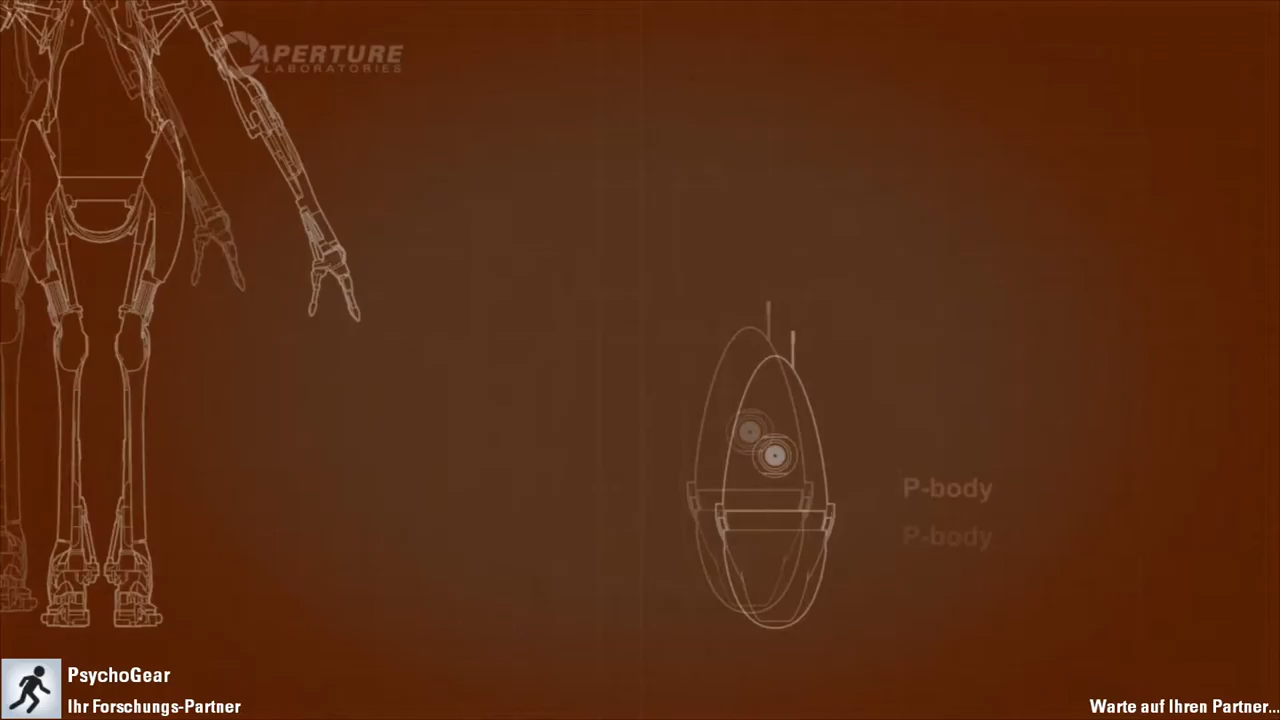 APERTURE
LABORATORIES
P-body
P-body
PsychoGear
Ihr Forschungs-Partner
Warte auf Ihren Partner...